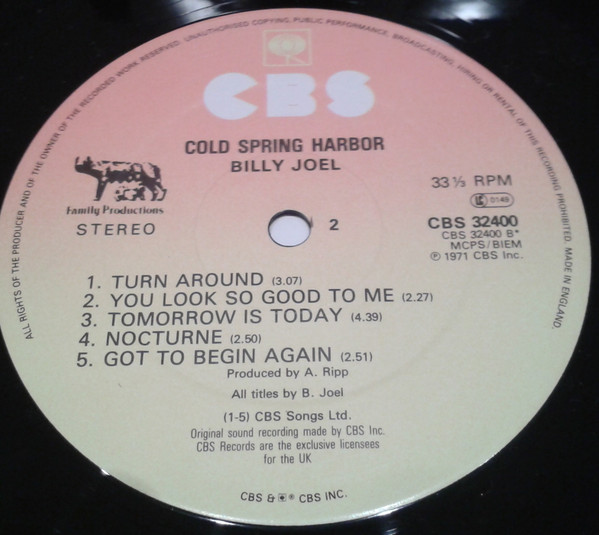 ALL RIGHTS OF THE PRODUCER AND OF THE OWNER OF THE RECORDED WORK RESERVED. UNAUTHORISED COPYING, PUBLIC PERFORMANCE, BROADCASTING, HIRING OR RENTAL OF THIS RECORDING PROHIBITED. MADE IN ENGLAND.
CBS
COLD SPRING HARBOR
BILLY JOEL
Family Productions
STEREO
2
33⅓ RPM
LC 0149
CBS 32400
CBS 32400 B*
MCPS/BIEM
℗ 1971 CBS Inc.
1. TURN AROUND (3.07)
2. YOU LOOK SO GOOD TO ME (2.27)
3. TOMORROW IS TODAY (4.39)
4. NOCTURNE (2.50)
5. GOT TO BEGIN AGAIN (2.51)
Produced by A. Ripp
All titles by B. Joel
(1-5) CBS Songs Ltd.
Original sound recording made by CBS Inc.
CBS Records are the exclusive licensees
for the UK
CBS & ® CBS INC.